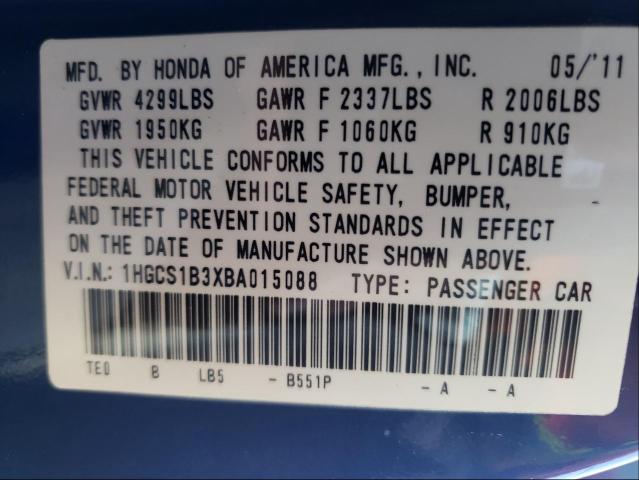 MFD. BY HONDA OF AMERICA MFG., INC. 05/'11
GVWR 4299LBS GAWR F 2337LBS R 2006LBS
GVWR 1950KG GAWR F 1060KG R 910KG
THIS VEHICLE CONFORMS TO ALL APPLICABLE
FEDERAL MOTOR VEHICLE SAFETY, BUMPER,
AND THEFT PREVENTION STANDARDS IN EFFECT
ON THE DATE OF MANUFACTURE SHOWN ABOVE.
V.I.N.: 1HGCS1B3XBA015088 TYPE: PASSENGER CAR
TE0 B LB5 - B551P - A - A